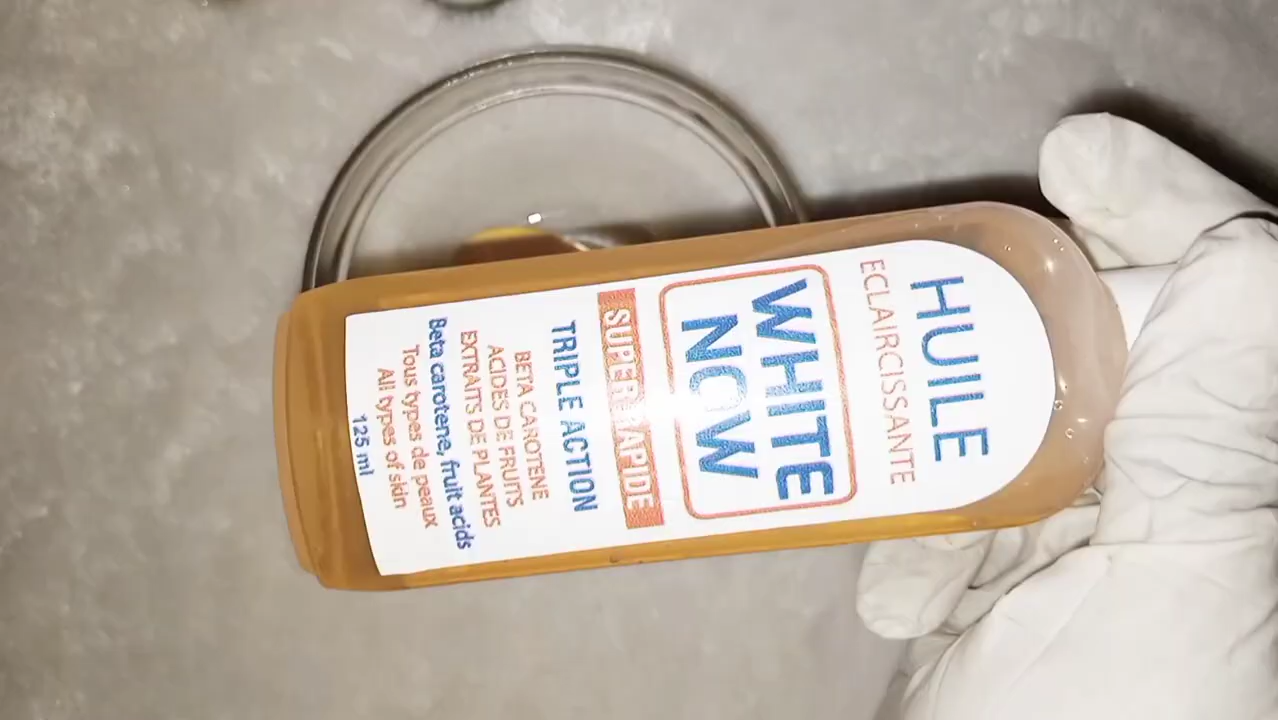 HUILE
ECLAIRCISSANTE
WHITE
NOW
SUPER RAPIDE
TRIPLE ACTION
BETA CAROTENE
ACIDES DE FRUITS
EXTRAITS DE PLANTES
Beta carotene, fruit acids
Tous types de peaux
All types of skin
125 ml